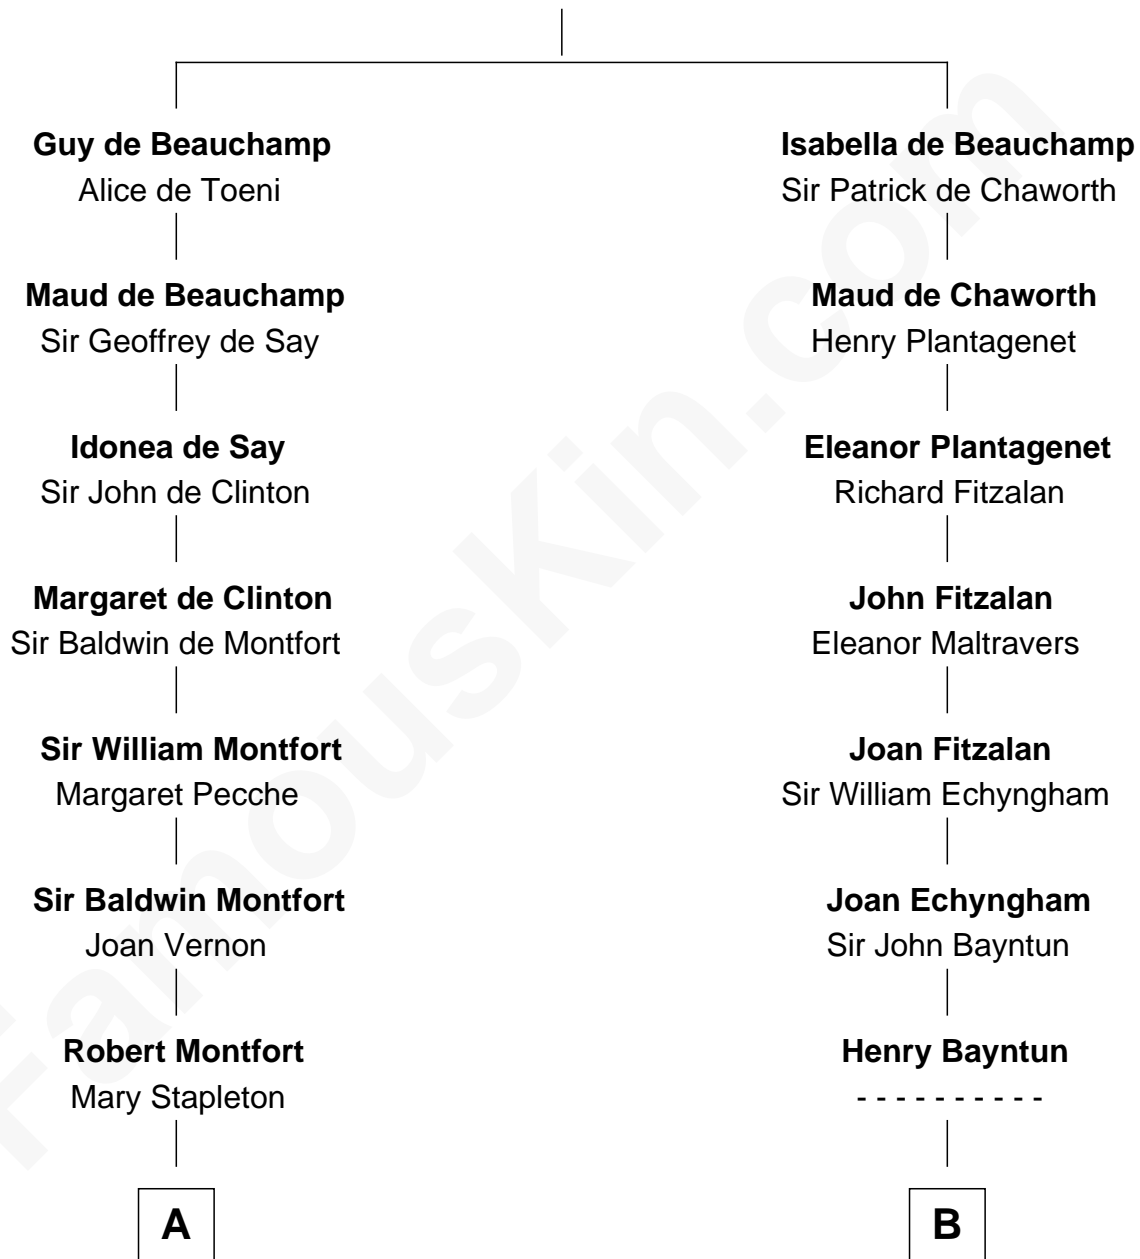 Guy de Beauchamp
Alice de Toeni
Maud de Beauchamp
Sir Geoffrey de Say
Idonea de Say
Sir John de Clinton
Margaret de Clinton
Sir Baldwin de Montfort
Sir William Montfort
Margaret Pecche
Sir Baldwin Montfort
Joan Vernon
Robert Montfort
Mary Stapleton
A
Isabella de Beauchamp
Sir Patrick de Chaworth
Maud de Chaworth
Henry Plantagenet
Eleanor Plantagenet
Richard Fitzalan
John Fitzalan
Eleanor Maltravers
Joan Fitzalan
Sir William Echyngham
Joan Echyngham
Sir John Bayntun
Henry Bayntun
- - - - - - - - - -
B
FamousKin.com